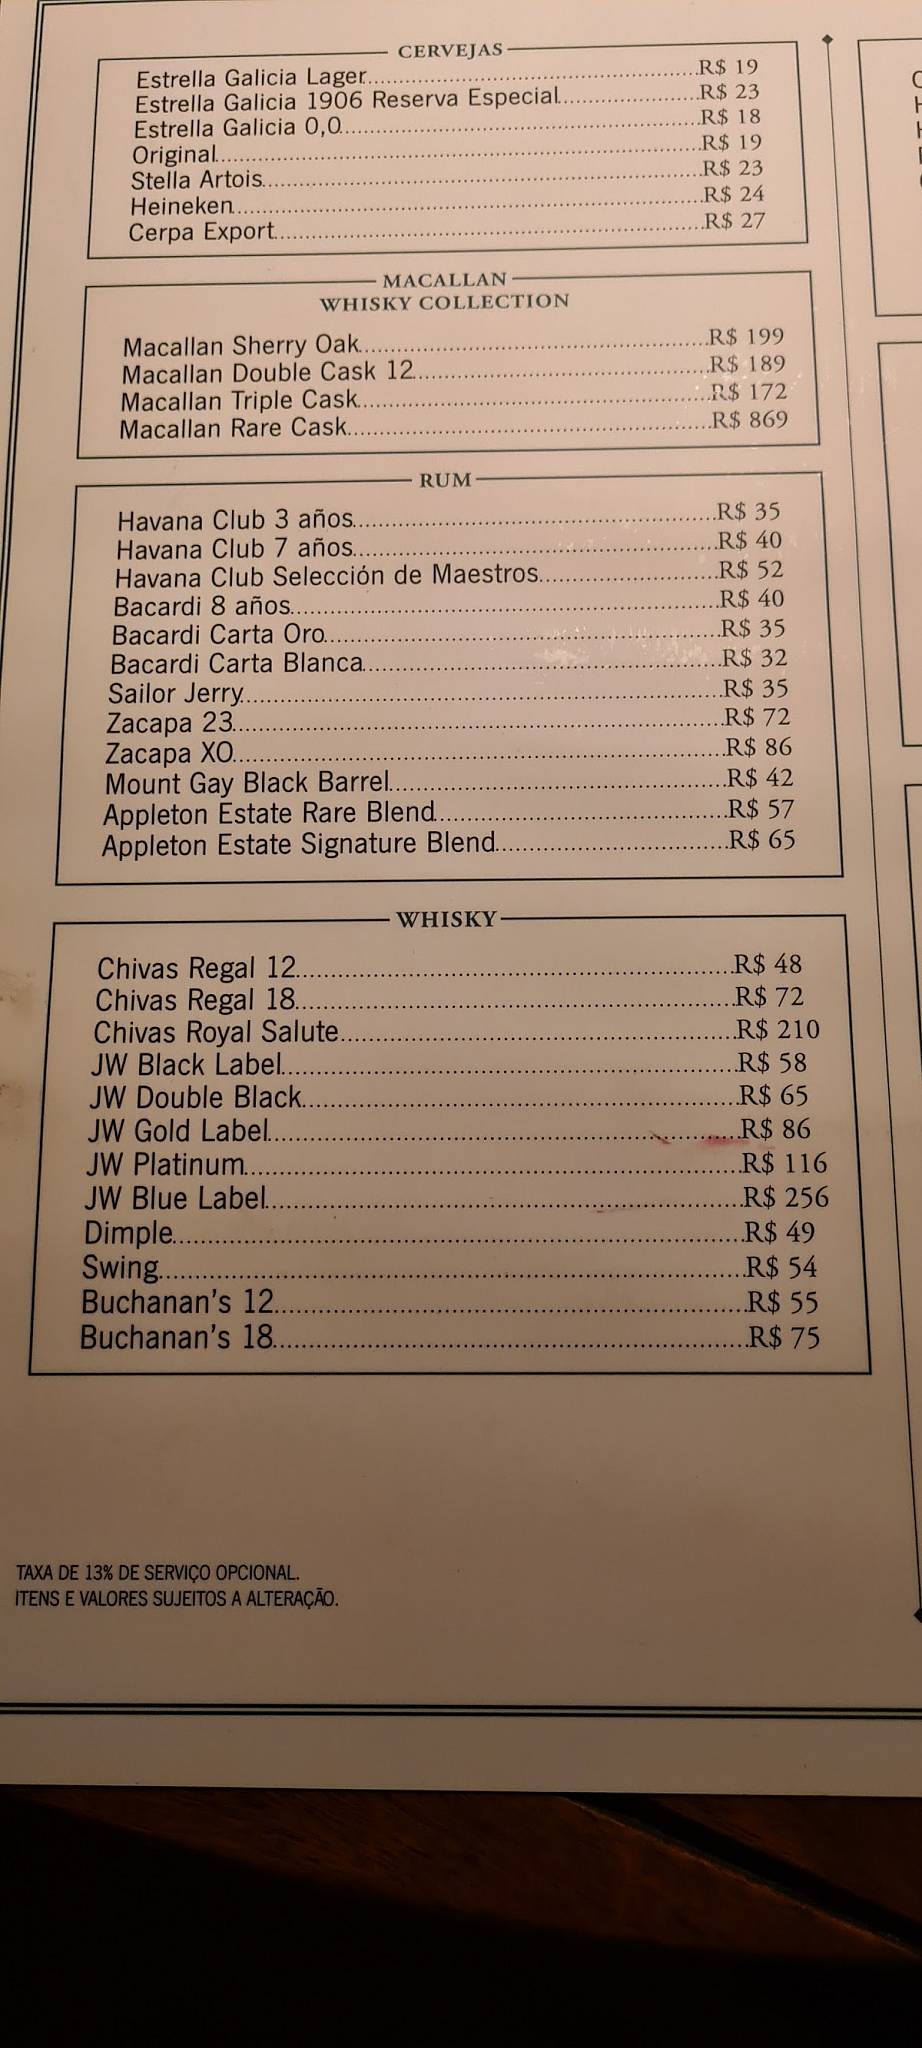 CERVEJAS
Estrella Galicia Lager R$ 19
Estrella Galicia 1906 Reserva Especial R$ 23
Estrella Galicia 0,0 R$ 18
Original R$ 19
Stella Artois R$ 23
Heineken R$ 24
Cerpa Export R$ 27
MACALLAN
WHISKY COLLECTION
Macallan Sherry Oak R$ 199
Macallan Double Cask 12 R$ 189
Macallan Triple Cask R$ 172
Macallan Rare Cask R$ 869
RUM
Havana Club 3 años R$ 35
Havana Club 7 años R$ 40
Havana Club Selección de Maestros R$ 52
Bacardi 8 años R$ 40
Bacardi Carta Oro R$ 35
Bacardi Carta Blanca R$ 32
Sailor Jerry R$ 35
Zacapa 23 R$ 72
Zacapa XO R$ 86
Mount Gay Black Barrel R$ 42
Appleton Estate Rare Blend R$ 57
Appleton Estate Signature Blend R$ 65
WHISKY
Chivas Regal 12 R$ 48
Chivas Regal 18 R$ 72
Chivas Royal Salute R$ 210
JW Black Label R$ 58
JW Double Black R$ 65
JW Gold Label R$ 86
JW Platinum R$ 116
JW Blue Label R$ 256
Dimple R$ 49
Swing R$ 54
Buchanan's 12 R$ 55
Buchanan's 18 R$ 75
TAXA DE 13% DE SERVIÇO OPCIONAL.
ITENS E VALORES SUJEITOS A ALTERAÇÃO.